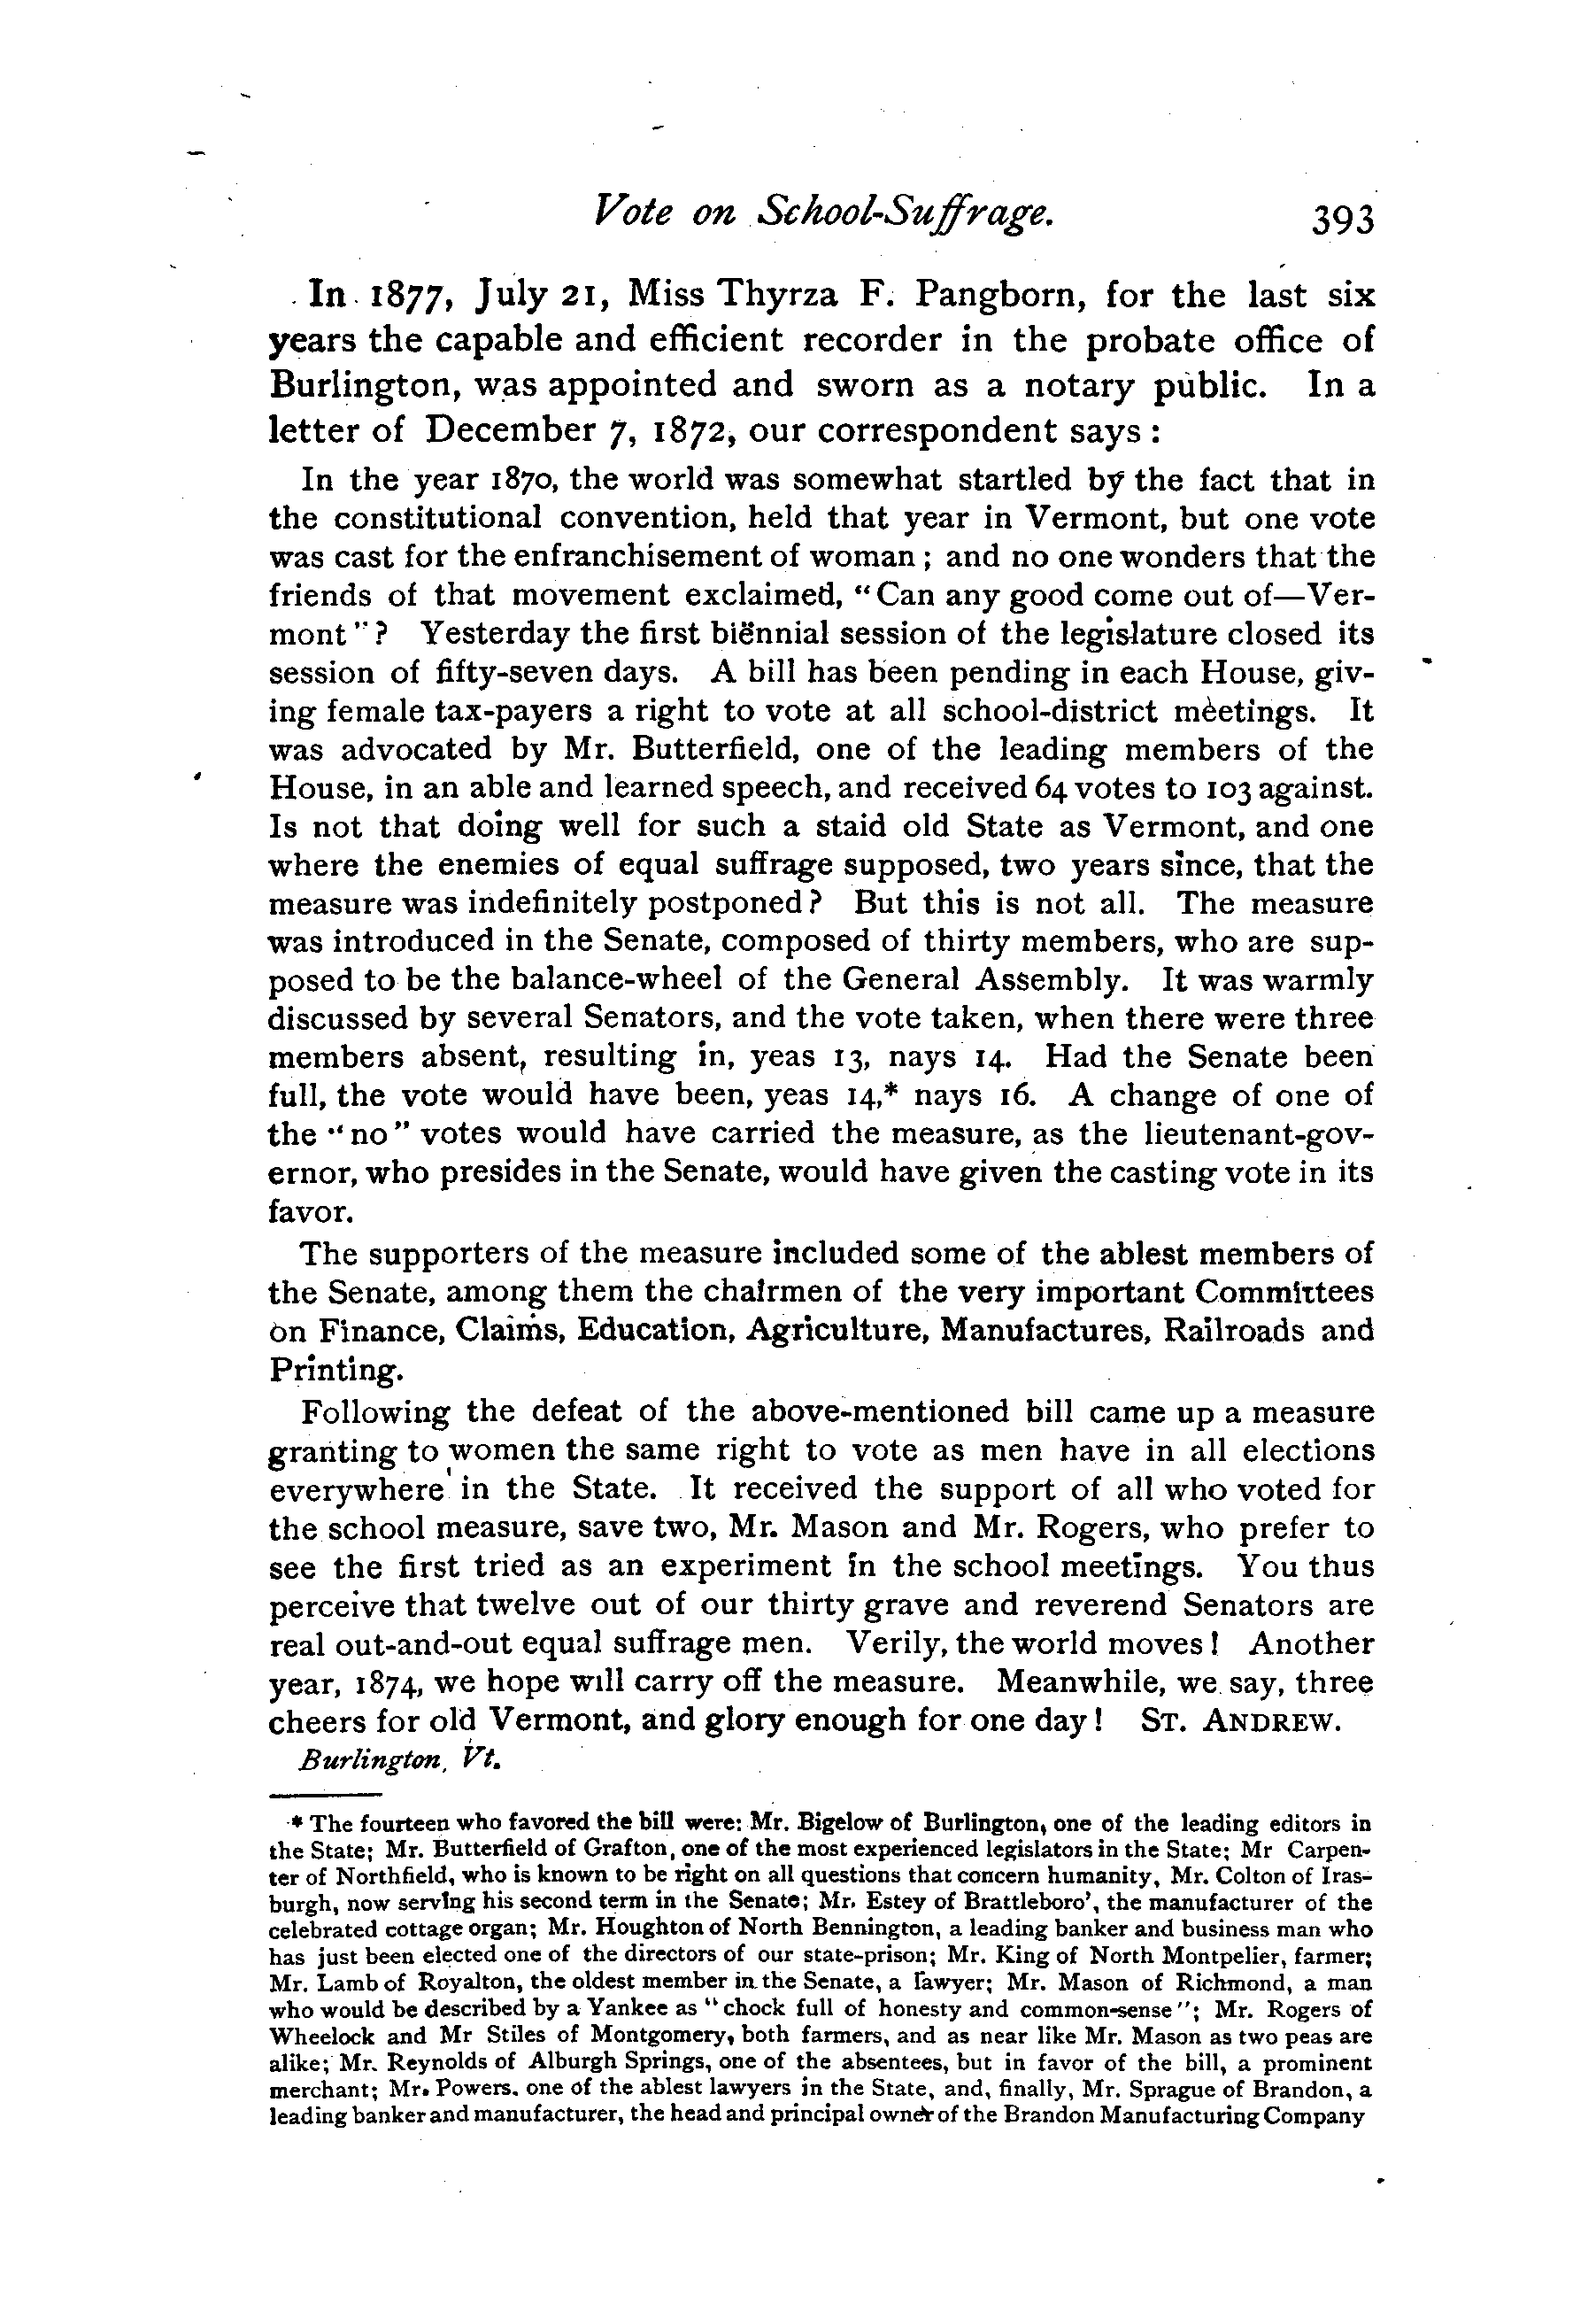 Vote on School-Suffrage. 393
In 1877, July 21, Miss Thyrza F. Pangborn, for the last six
years the capable and efficient recorder in the probate office of
Burlington, was appointed and sworn as a notary public. In a
letter of December 7, 1872, our correspondent says :
In the year 1870, the world was somewhat startled by the fact that in
the constitutional convention, held that year in Vermont, but one vote
was cast for the enfranchisement of woman ; and no one wonders that the
friends of that movement exclaimed, "Can any good come out of—Ver-
mont"? Yesterday the first biënnial session of the legislature closed its
session of fifty-seven days. A bill has been pending in each House, giv-
ing female tax-payers a right to vote at all school-district meetings. It
was advocated by Mr. Butterfield, one of the leading members of the
House, in an able and learned speech, and received 64 votes to 103 against.
Is not that doing well for such a staid old State as Vermont, and one
where the enemies of equal suffrage supposed, two years since, that the
measure was indefinitely postponed? But this is not all. The measure
was introduced in the Senate, composed of thirty members, who are sup-
posed to be the balance-wheel of the General Assembly. It was warmly
discussed by several Senators, and the vote taken, when there were three
members absent, resulting in, yeas 13, nays 14. Had the Senate been
full, the vote would have been, yeas 14,* nays 16. A change of one of
the "no" votes would have carried the measure, as the lieutenant-gov-
ernor, who presides in the Senate, would have given the casting vote in its
favor.
The supporters of the measure included some of the ablest members of
the Senate, among them the chairmen of the very important Committees
on Finance, Claims, Education, Agriculture, Manufactures, Railroads and
Printing.
Following the defeat of the above-mentioned bill came up a measure
granting to women the same right to vote as men have in all elections
everywhere in the State. It received the support of all who voted for
the school measure, save two, Mr. Mason and Mr. Rogers, who prefer to
see the first tried as an experiment in the school meetings. You thus
perceive that twelve out of our thirty grave and reverend Senators are
real out-and-out equal suffrage men. Verily, the world moves! Another
year, 1874, we hope will carry off the measure. Meanwhile, we say, three
cheers for old Vermont, and glory enough for one day! ST. ANDREW.
Burlington, Vt.
* The fourteen who favored the bill were: Mr. Bigelow of Burlington, one of the leading editors in
the State; Mr. Butterfield of Grafton, one of the most experienced legislators in the State; Mr Carpen-
ter of Northfield, who is known to be right on all questions that concern humanity, Mr. Colton of Iras-
burgh, now serving his second term in the Senate; Mr. Estey of Brattleboro', the manufacturer of the
celebrated cottage organ; Mr. Houghton of North Bennington, a leading banker and business man who
has just been elected one of the directors of our state-prison; Mr. King of North Montpelier, farmer;
Mr. Lamb of Royalton, the oldest member in the Senate, a lawyer; Mr. Mason of Richmond, a man
who would be described by a Yankee as "chock full of honesty and common-sense"; Mr. Rogers of
Wheelock and Mr Stiles of Montgomery, both farmers, and as near like Mr. Mason as two peas are
alike; Mr. Reynolds of Alburgh Springs, one of the absentees, but in favor of the bill, a prominent
merchant; Mr. Powers, one of the ablest lawyers in the State, and, finally, Mr. Sprague of Brandon, a
leading banker and manufacturer, the head and principal owner of the Brandon Manufacturing Company